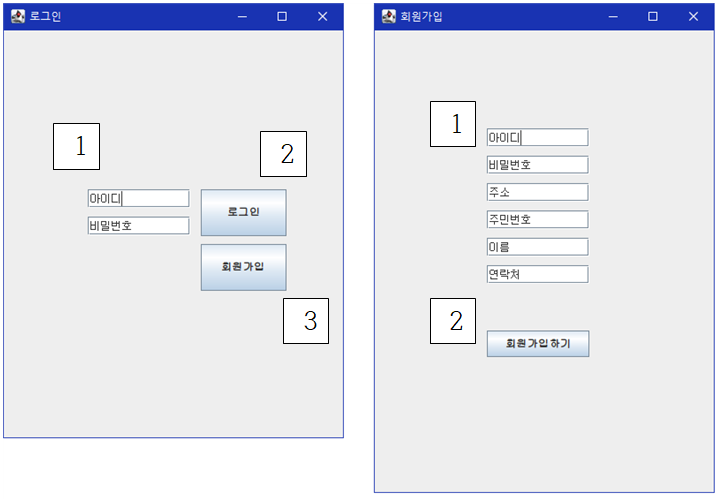 로그인
1
2
아이디
로그인
비밀번호
회원가입
3
회원가입
1
아이디
비밀번호
주소
주민번호
이름
연락처
2
회원가입하기